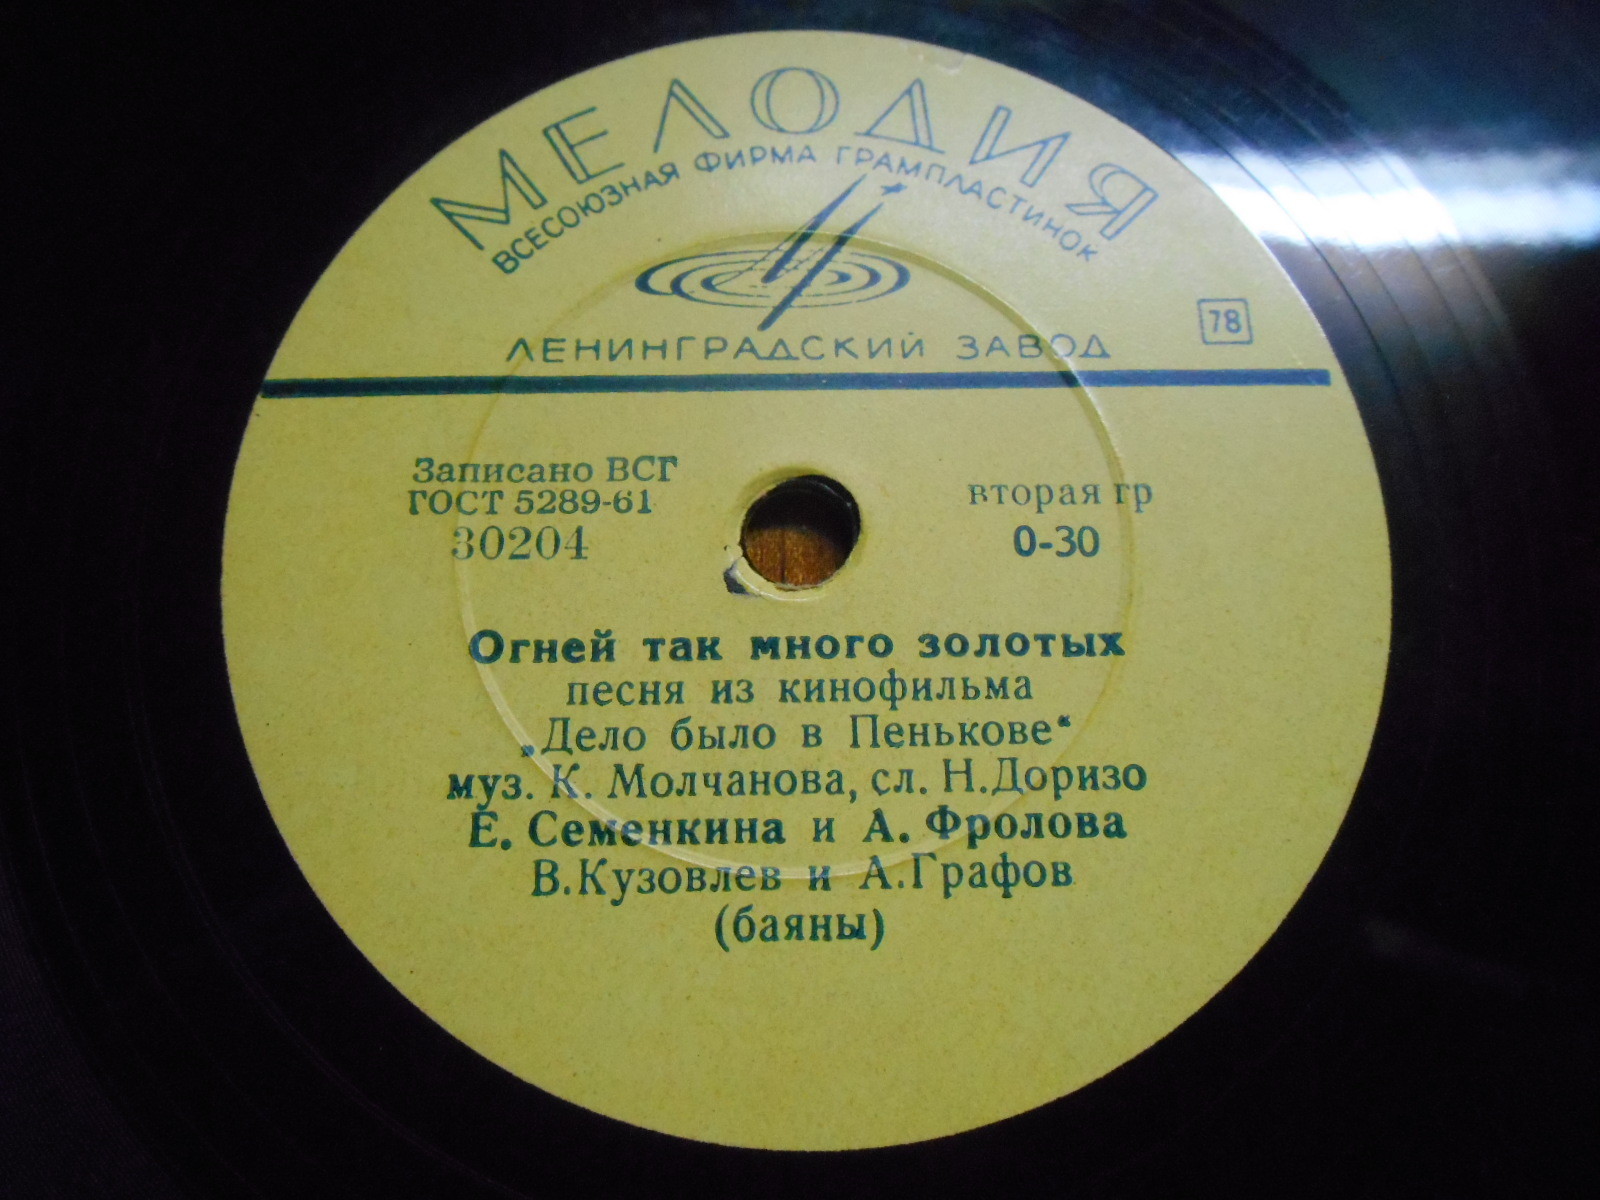 МЕЛОДИЯ
ВСЕСОЮЗНАЯ ФИРМА ГРАМПЛАСТИНОК
ЛЕНИНГРАДСКИЙ ЗАВОД
78
Записано ВСГ
ГОСТ 5289-61
30204
вторая гр
0-30
Огней так много золотых
песня из кинофильма
„Дело было в Пенькове“
муз. К. Молчанова, сл. Н.Доризо
Е. Семенкина и А. Фролова
В.Кузовлев и А.Графов
(баяны)